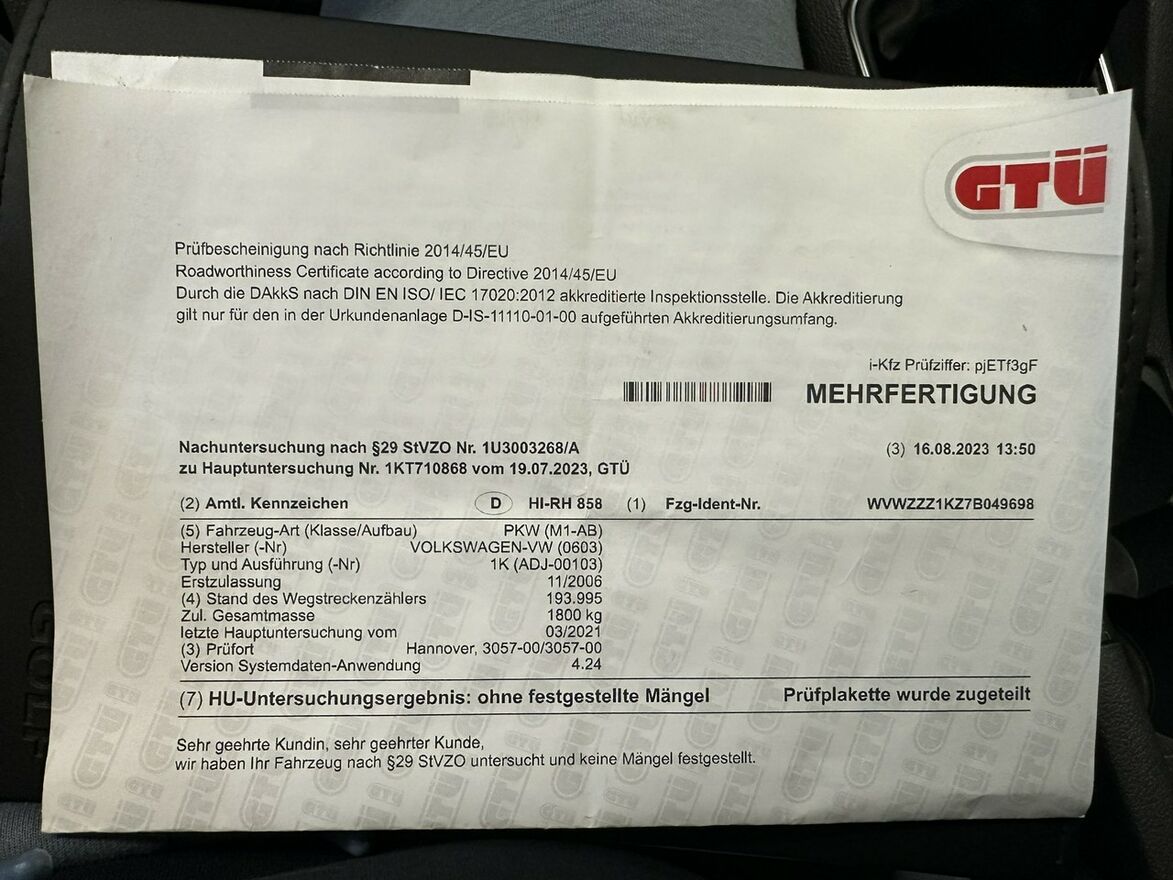 GTÜ
Prüfbescheinigung nach Richtlinie 2014/45/EU
Roadworthiness Certificate according to Directive 2014/45/EU
Durch die DAkkS nach DIN EN ISO/ IEC 17020:2012 akkreditierte Inspektionsstelle. Die Akkreditierung
gilt nur für den in der Urkundenanlage D-IS-11110-01-00 aufgeführten Akkreditierungsumfang.
i-Kfz Prüfziffer: pjETf3gF
MEHRFERTIGUNG
Nachuntersuchung nach §29 StVZO Nr. 1U3003268/A (3) 16.08.2023 13:50
zu Hauptuntersuchung Nr. 1KT710868 vom 19.07.2023, GTÜ
(2) Amtl. Kennzeichen D HI-RH 858 (1) Fzg-Ident-Nr. WVWZZZ1KZ7B049698
(5) Fahrzeug-Art (Klasse/Aufbau) PKW (M1-AB)
Hersteller (-Nr) VOLKSWAGEN-VW (0603)
Typ und Ausführung (-Nr) 1K (ADJ-00103)
Erstzulassung 11/2006
(4) Stand des Wegstreckenzählers 193.995
Zul. Gesamtmasse 1800 kg
letzte Hauptuntersuchung vom 03/2021
(3) Prüfort Hannover, 3057-00/3057-00
Version Systemdaten-Anwendung 4.24
(7) HU-Untersuchungsergebnis: ohne festgestellte Mängel Prüfplakette wurde zugeteilt
Sehr geehrte Kundin, sehr geehrter Kunde,
wir haben Ihr Fahrzeug nach §29 StVZO untersucht und keine Mängel festgestellt.
GOLF